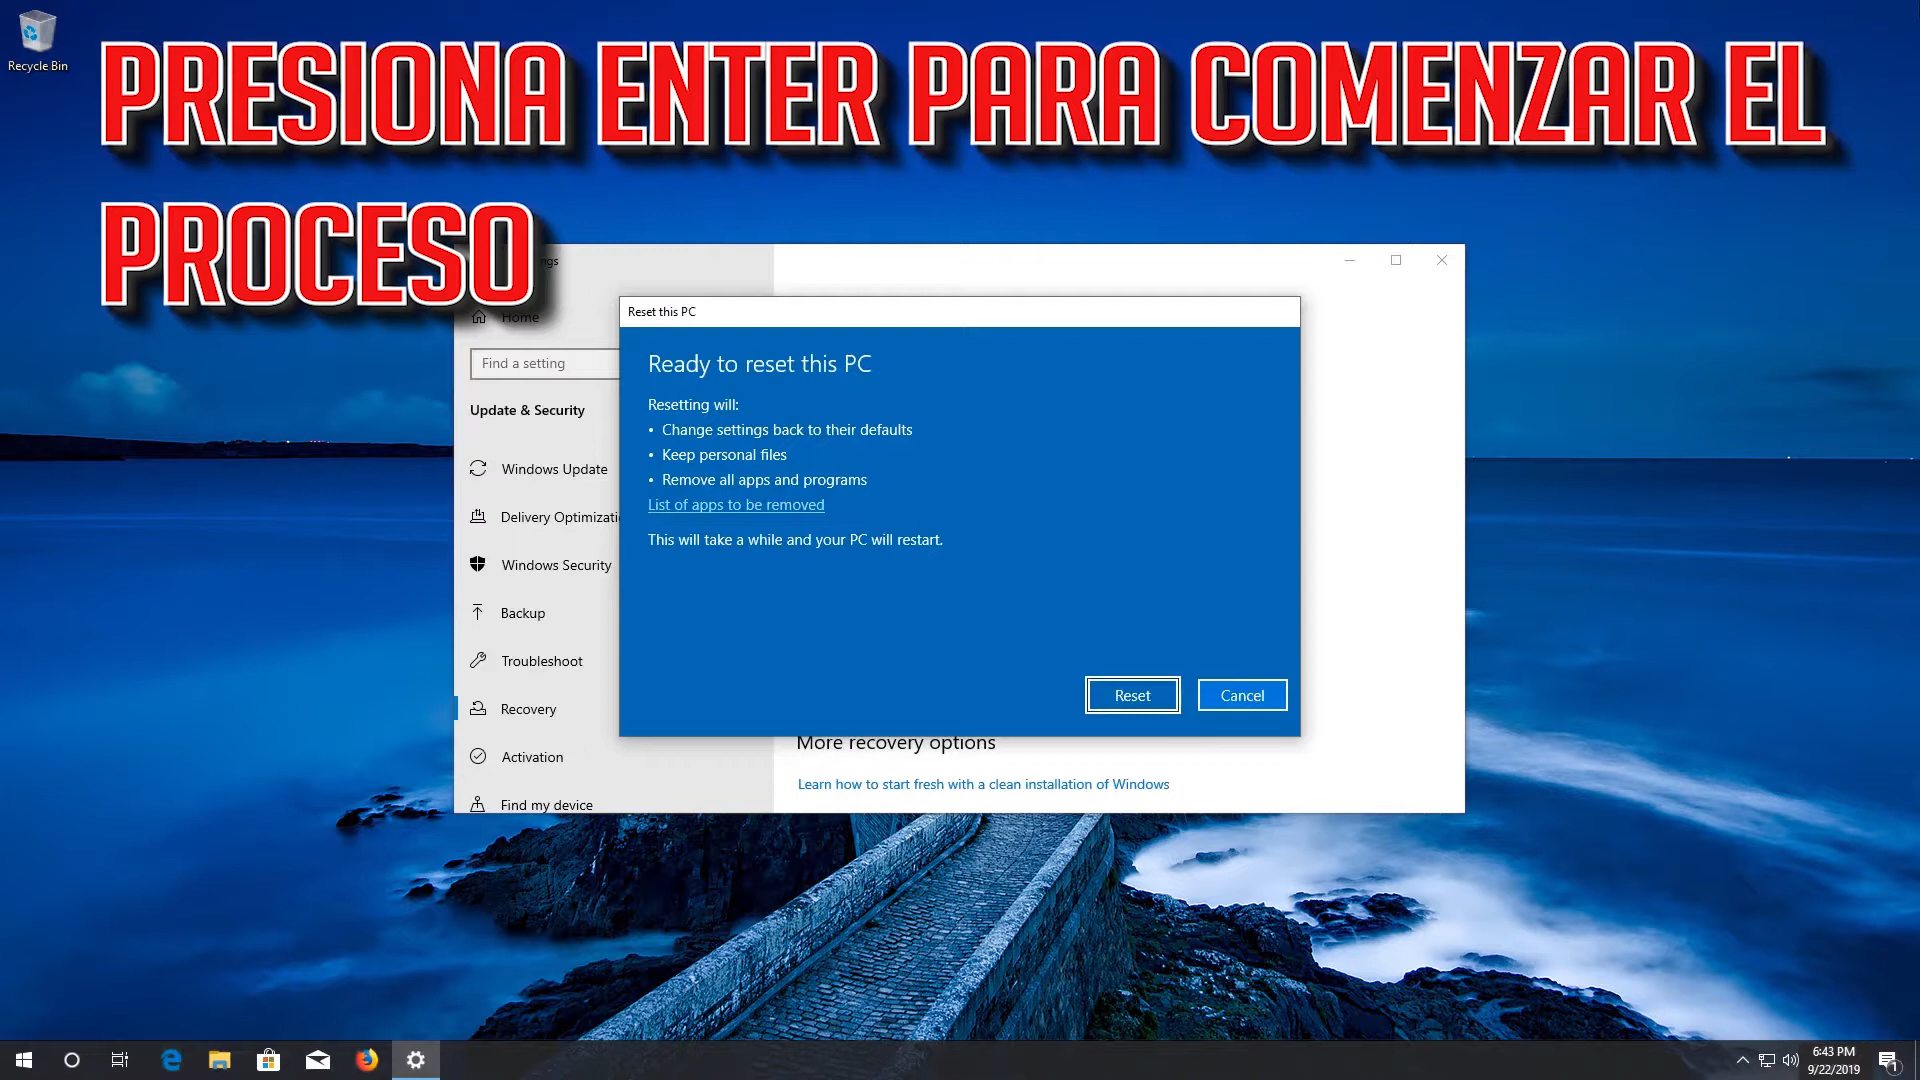 Recycle Bin
PRESIONA ENTER PARA COMENZAR EL
PROCESO
Home
Find a setting
Update & Security
Windows Update
Delivery Optimizati
Windows Security
Backup
Troubleshoot
Recovery
Activation
Find my device
Reset this PC
Ready to reset this PC
Resetting will:
• Change settings back to their defaults
• Keep personal files
• Remove all apps and programs
List of apps to be removed
This will take a while and your PC will restart.
Reset
Cancel
More recovery options
Learn how to start fresh with a clean installation of Windows
6:43 PM
9/22/2019
1